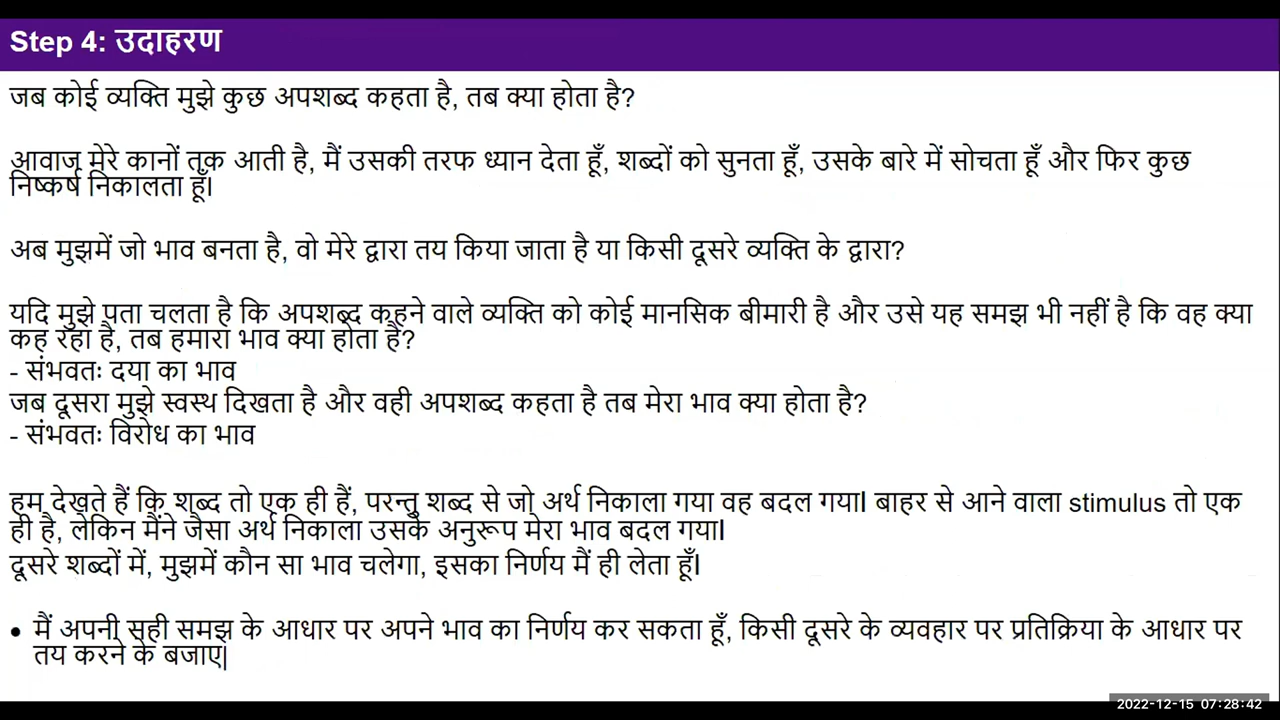 Step 4: उदाहरण
जब कोई व्यक्ति मुझे कुछ अपशब्द कहता है, तब क्या होता है?
आवाज़ मेरे कानों तक आती है, मैं उसकी तरफ ध्यान देता हूँ, शब्दों को सुनता हूँ, उसके बारे में सोचता हूँ और फिर कुछ
निष्कर्ष निकालता हूँ।
अब मुझमें जो भाव बनता है, वो मेरे द्वारा तय किया जाता है या किसी दूसरे व्यक्ति के द्वारा?
यदि मुझे पता चलता है कि अपशब्द कहने वाले व्यक्ति को कोई मानसिक बीमारी है और उसे यह समझ भी नहीं है कि वह क्या
कह रहा है, तब हमारा भाव क्या होता है?
- संभवतः दया का भाव
जब दूसरा मुझे स्वस्थ दिखता है और वही अपशब्द कहता है तब मेरा भाव क्या होता है?
- संभवतः विरोध का भाव
हम देखते हैं कि शब्द तो एक ही हैं, परन्तु शब्द से जो अर्थ निकाला गया वह बदल गया। बाहर से आने वाला stimulus तो एक
ही है, लेकिन मैंने जैसा अर्थ निकाला उसके अनुरूप मेरा भाव बदल गया।
दूसरे शब्दों में, मुझमें कौन सा भाव चलेगा, इसका निर्णय मैं ही लेता हूँ।
• मैं अपनी सही समझ के आधार पर अपने भाव का निर्णय कर सकता हूँ, किसी दूसरे के व्यवहार पर प्रतिक्रिया के आधार पर
तय करने के बजाए|
2022-12-15 07:28:42